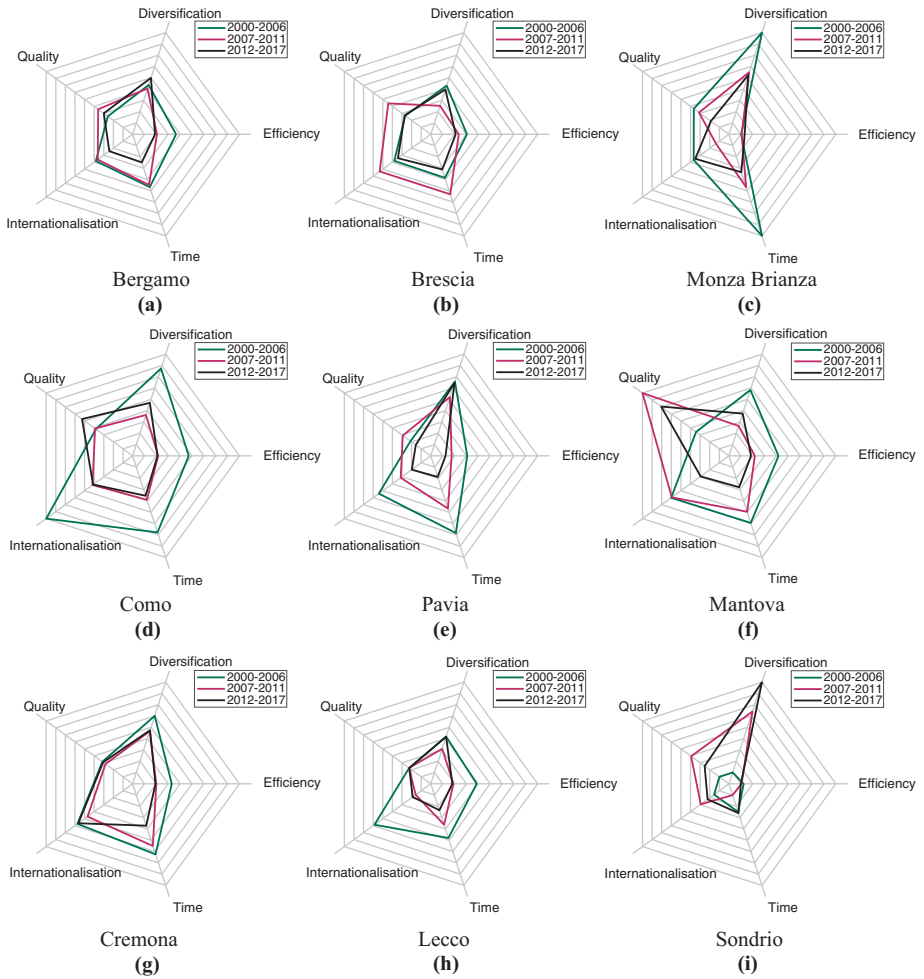 Diversification
2000-2006
2007-2011
2012-2017
Quality
Efficiency
Internationalisation
Time
Bergamo
(a)
Diversification
2000-2006
2007-2011
2012-2017
Quality
Efficiency
Internationalisation
Time
Brescia
(b)
Diversification
2000-2006
2007-2011
2012-2017
Quality
Efficiency
Internationalisation
Time
Monza Brianza
(c)
Diversification
2000-2006
2007-2011
2012-2017
Quality
Efficiency
Internationalisation
Time
Como
(d)
Diversification
2000-2006
2007-2011
2012-2017
Quality
Efficiency
Internationalisation
Time
Pavia
(e)
Diversification
2000-2006
2007-2011
2012-2017
Quality
Efficiency
Internationalisation
Time
Mantova
(f)
Diversification
2000-2006
2007-2011
2012-2017
Quality
Efficiency
Internationalisation
Time
Cremona
(g)
Diversification
2000-2006
2007-2011
2012-2017
Quality
Efficiency
Internationalisation
Time
Lecco
(h)
Diversification
2000-2006
2007-2011
2012-2017
Quality
Efficiency
Internationalisation
Time
Sondrio
(i)